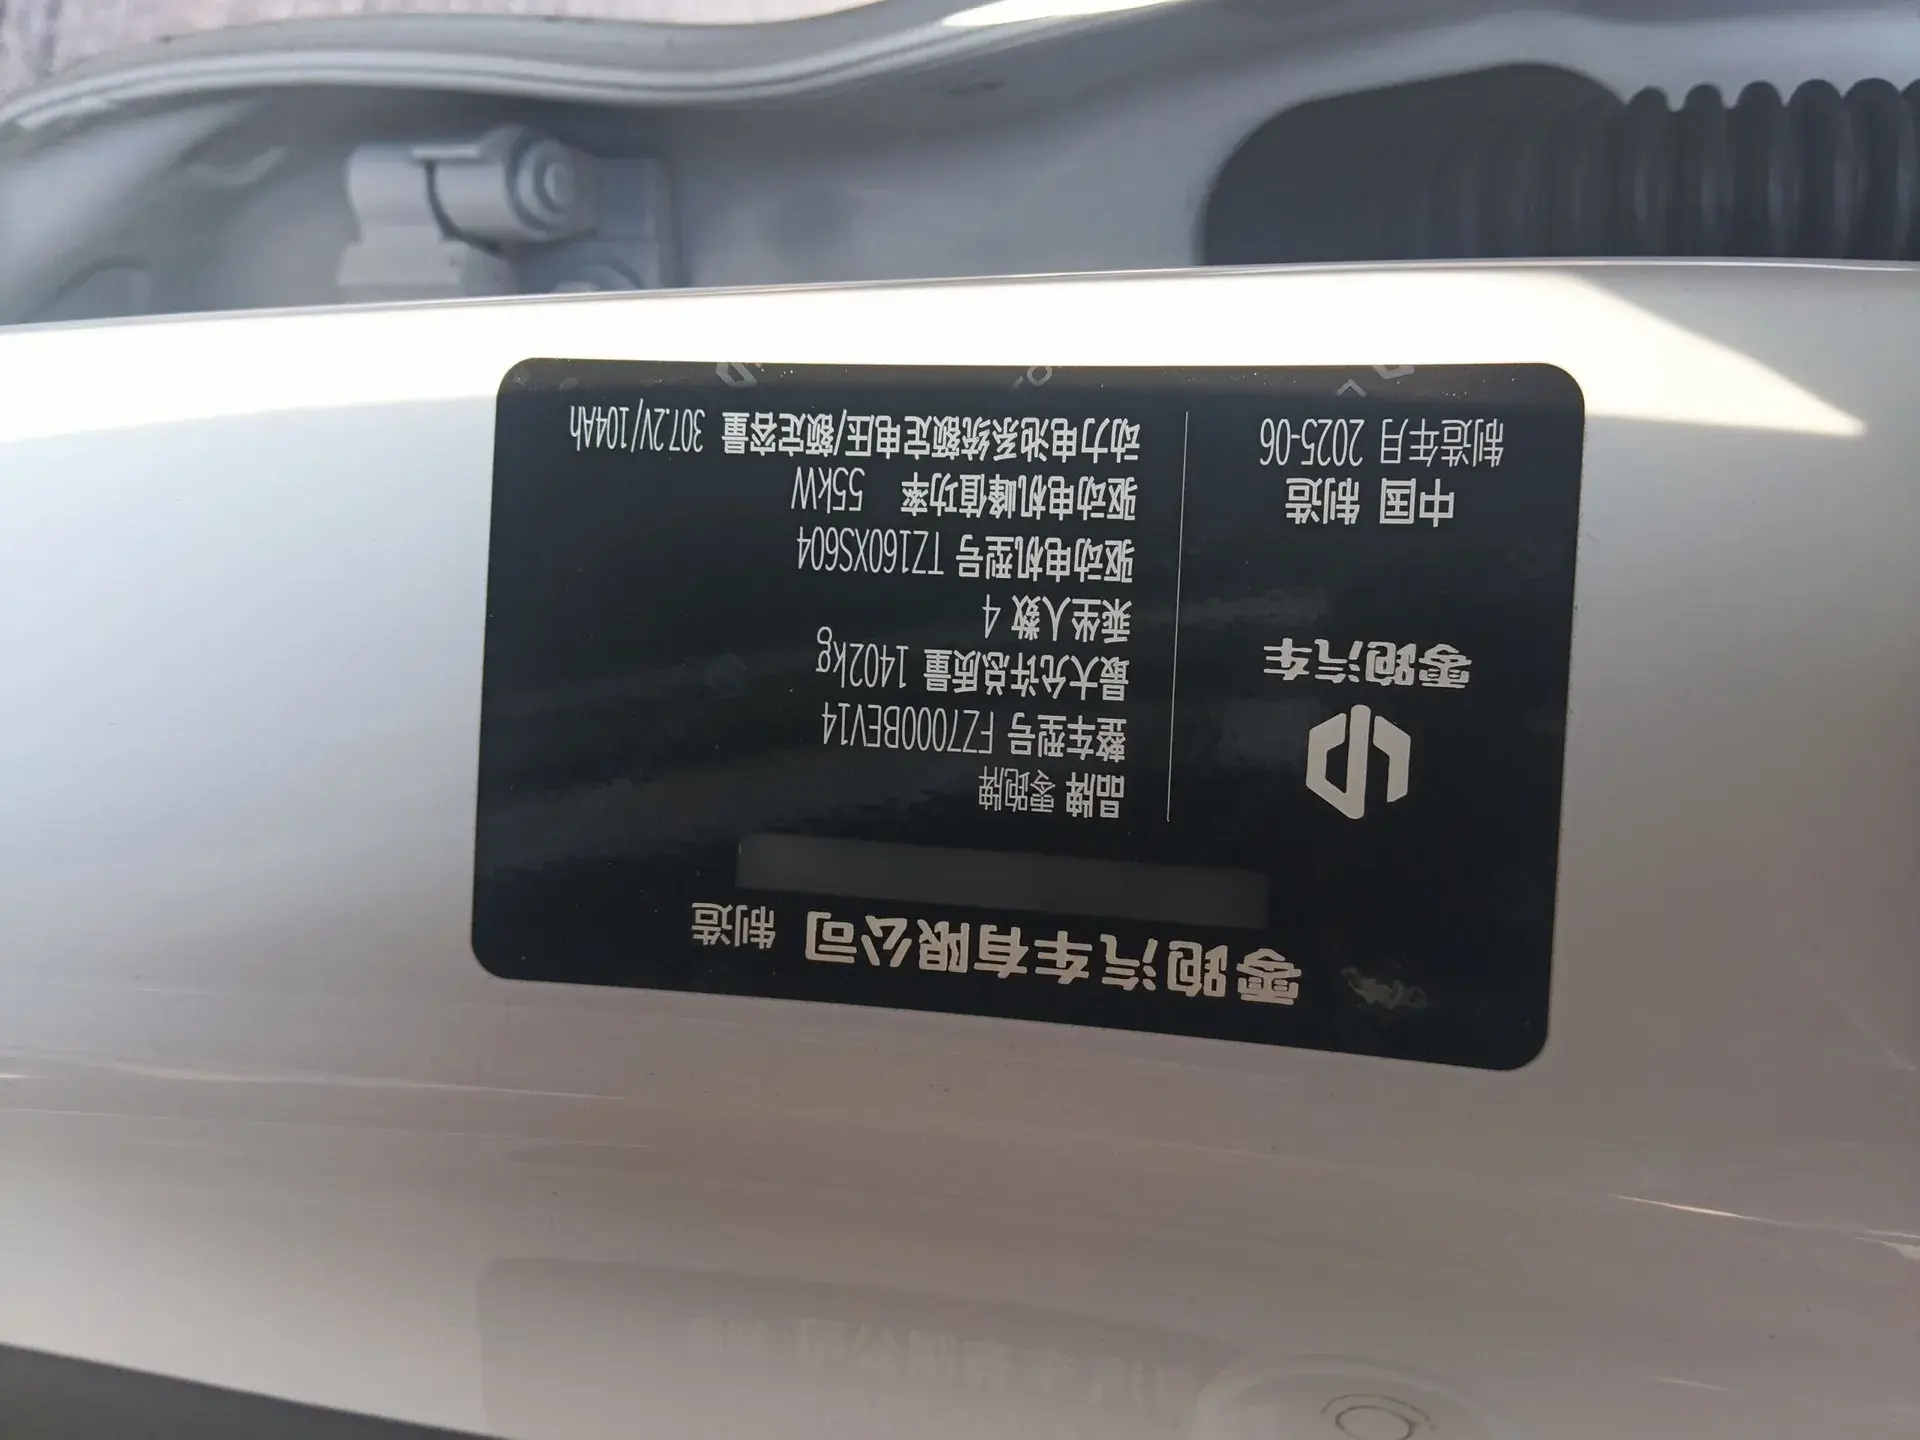 零跑汽车有限公司 制造
品牌 零跑牌
整车型号 FZ7000BEV14
最大允许总质量 1402kg
乘坐人数 4
驱动电机型号 TZ160XS604
驱动电机峰值功率 55kW
动力电池系统额定电压/额定容量 307.2V/104Ah
零跑汽车
中国 制造
制造年月 2025-06